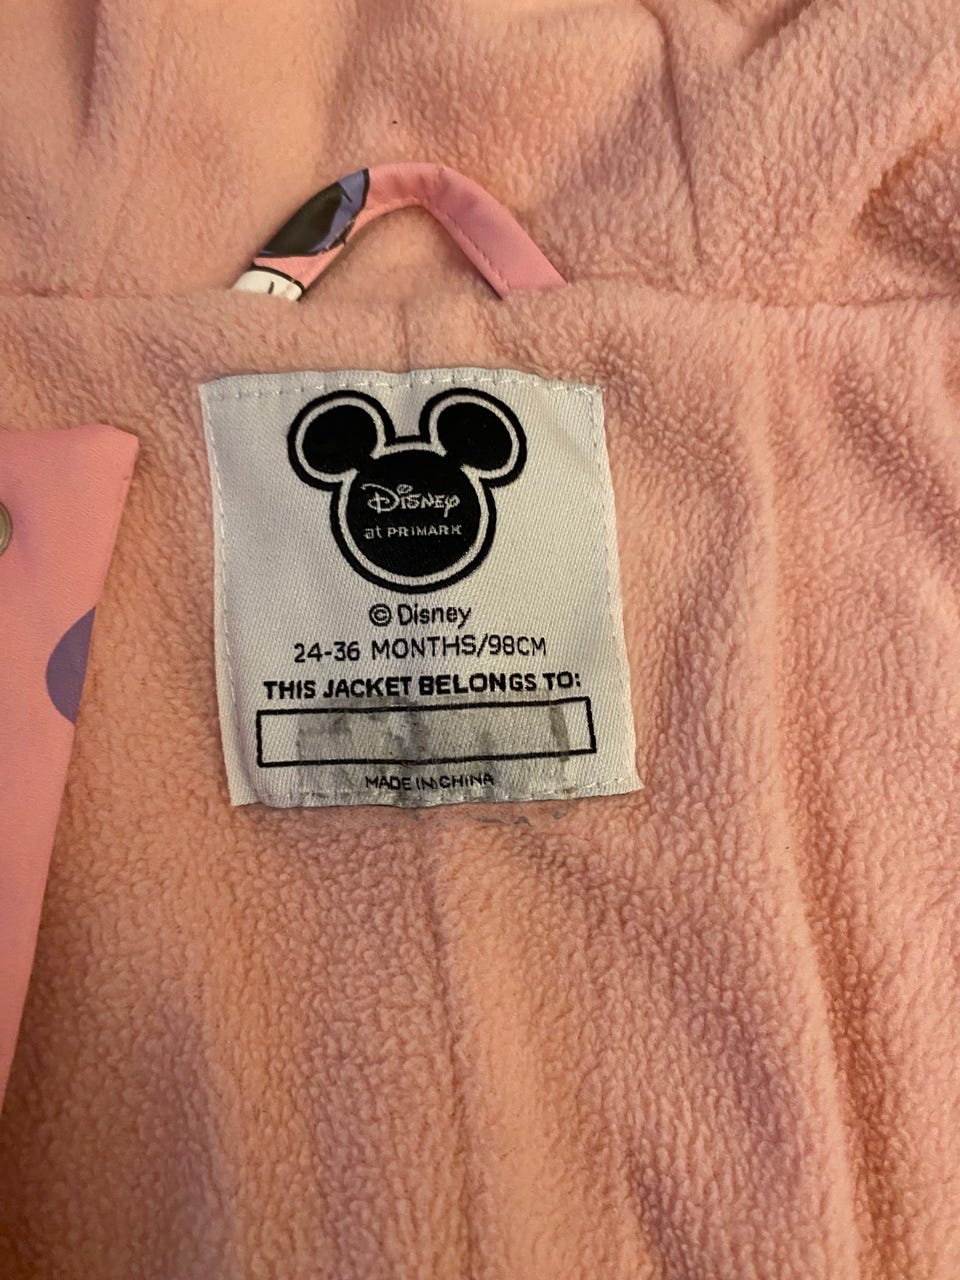 Disney
at PRIMARK
© Disney
24-36 MONTHS/98CM
THIS JACKET BELONGS TO:
MADE IN CHINA